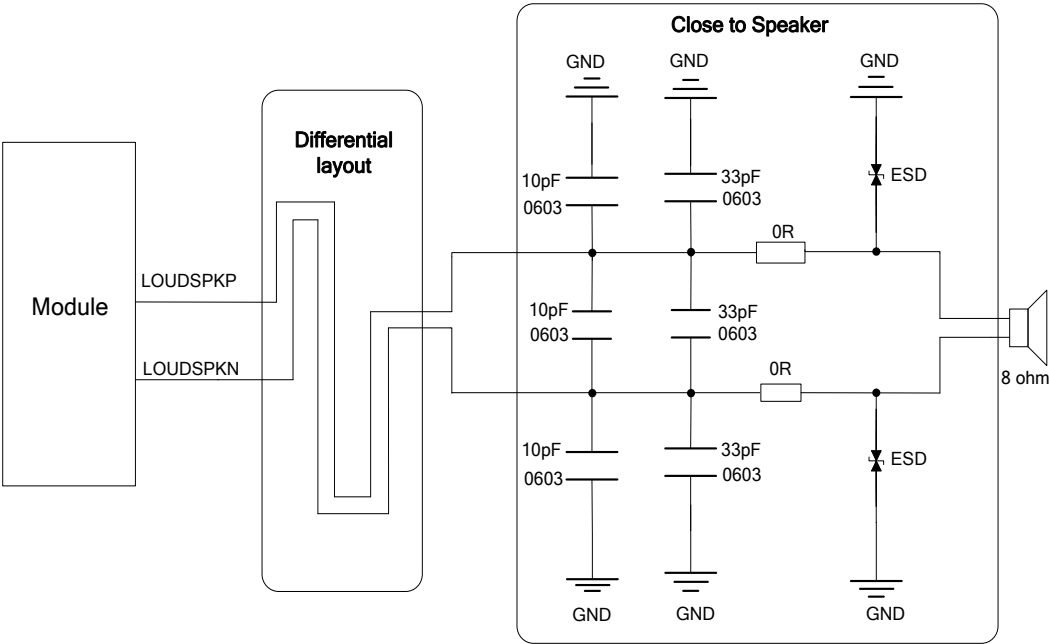 Close to Speaker
GND
GND
GND
Differential
layout
10pF
0603
33pF
0603
ESD
0R
LOUDSPKP
Module
10pF
0603
33pF
0603
LOUDSPKN
0R
8 ohm
10pF
0603
33pF
0603
ESD
GND
GND
GND